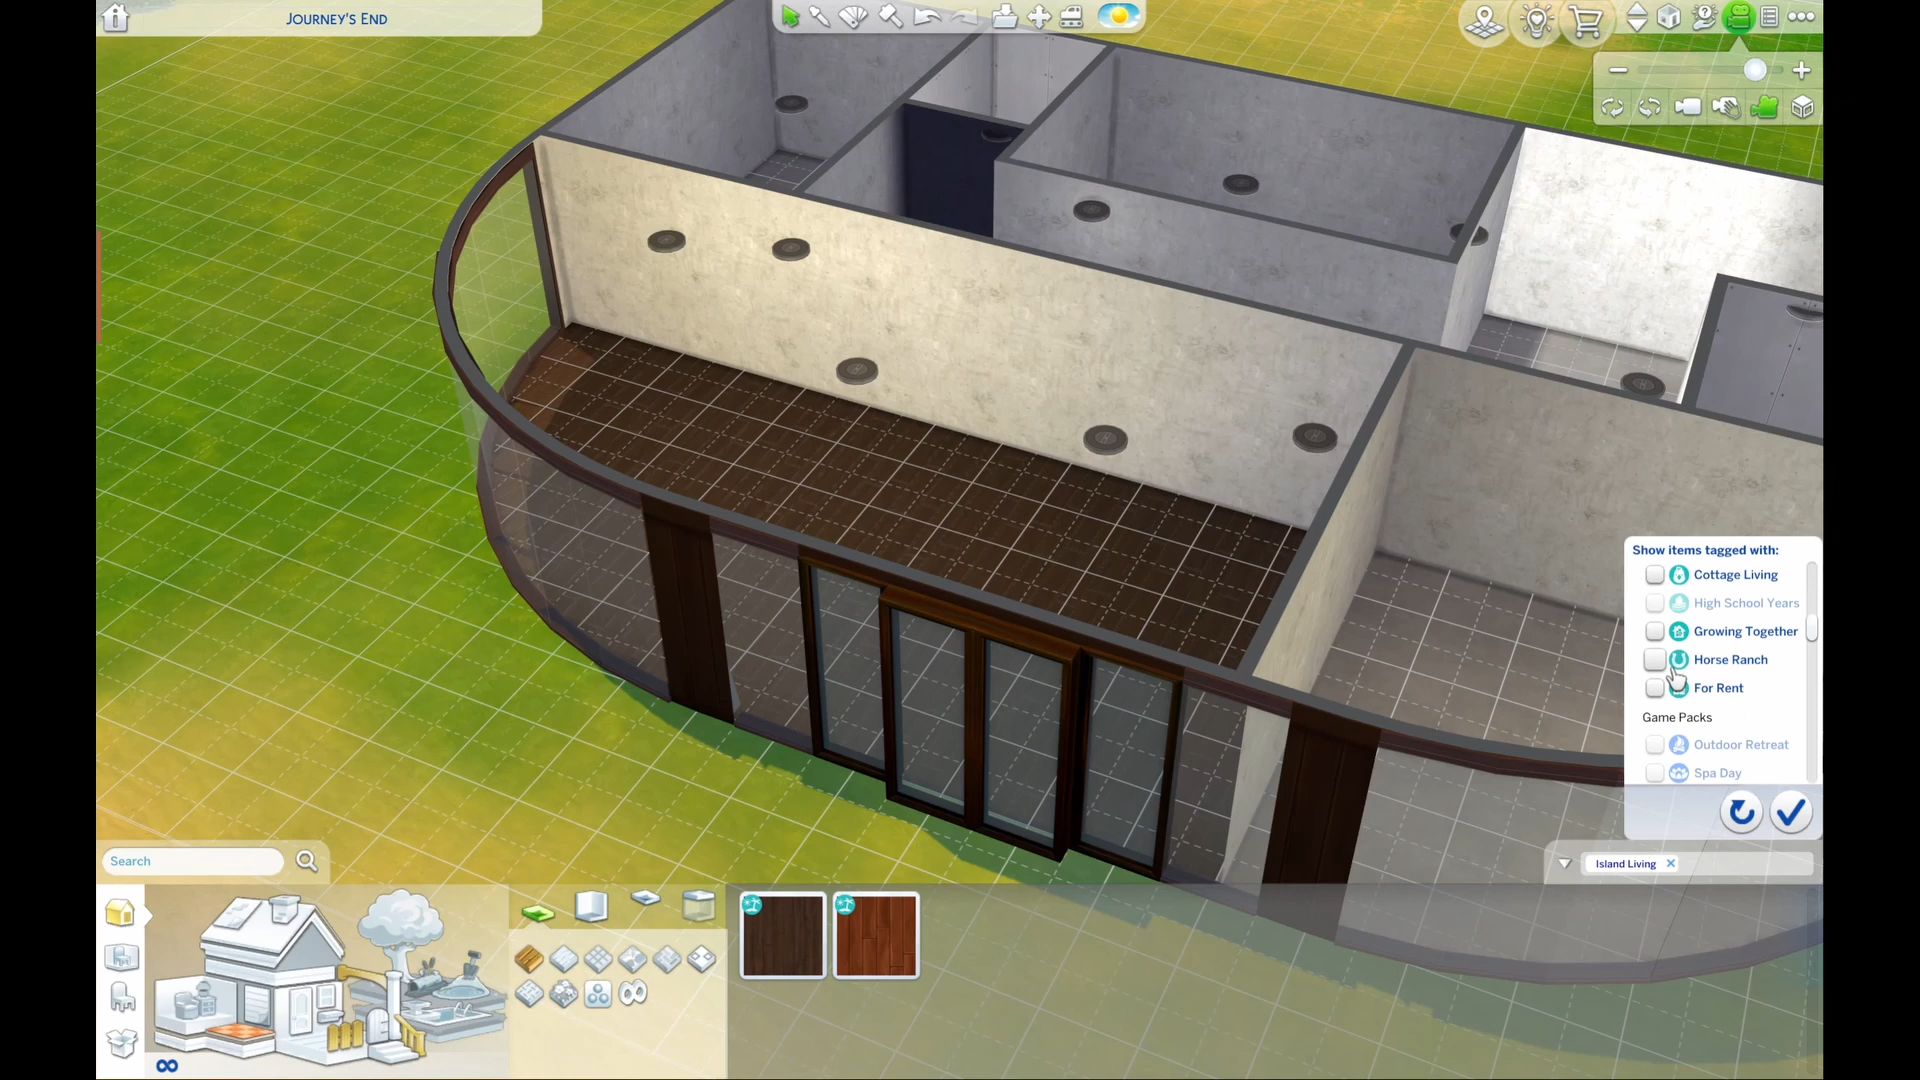 JOURNEY'S END
Show items tagged with:
Cottage Living
High School Years
Growing Together
Horse Ranch
For Rent
Game Packs
Outdoor Retreat
Spa Day
Search
Island Living